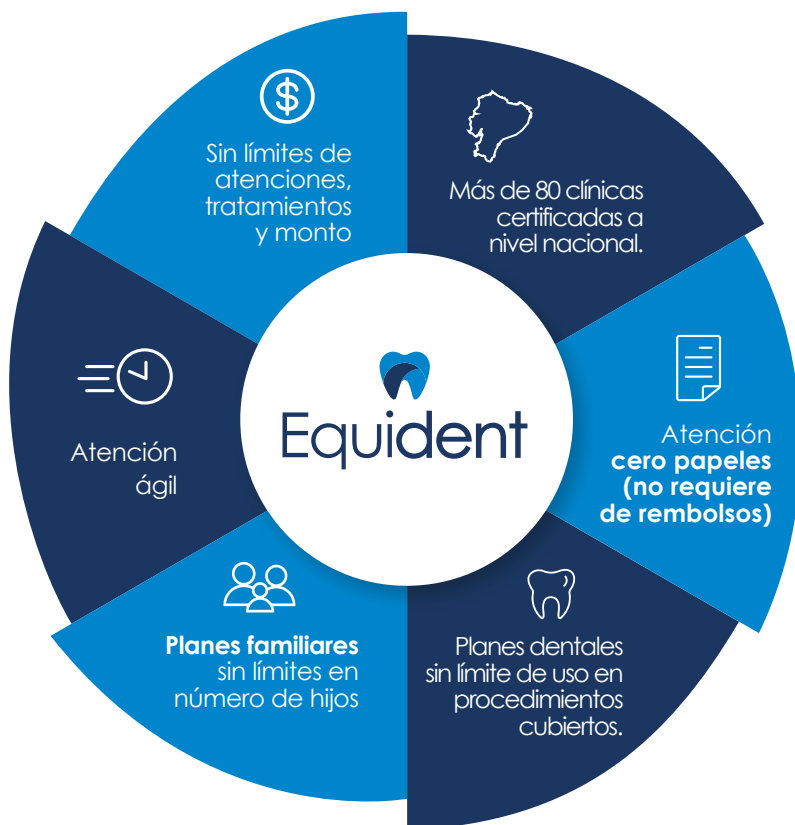 Sin límites de
atenciones,
tratamientos
y monto
Más de 80 clínicas
certificadas a
nivel nacional.
Atención
cero papeles
(no requiere
de rembolsos)
Planes dentales
sin límite de uso en
procedimientos
cubiertos.
Planes familiares
sin límites en
número de hijos
Atención
ágil
Equident